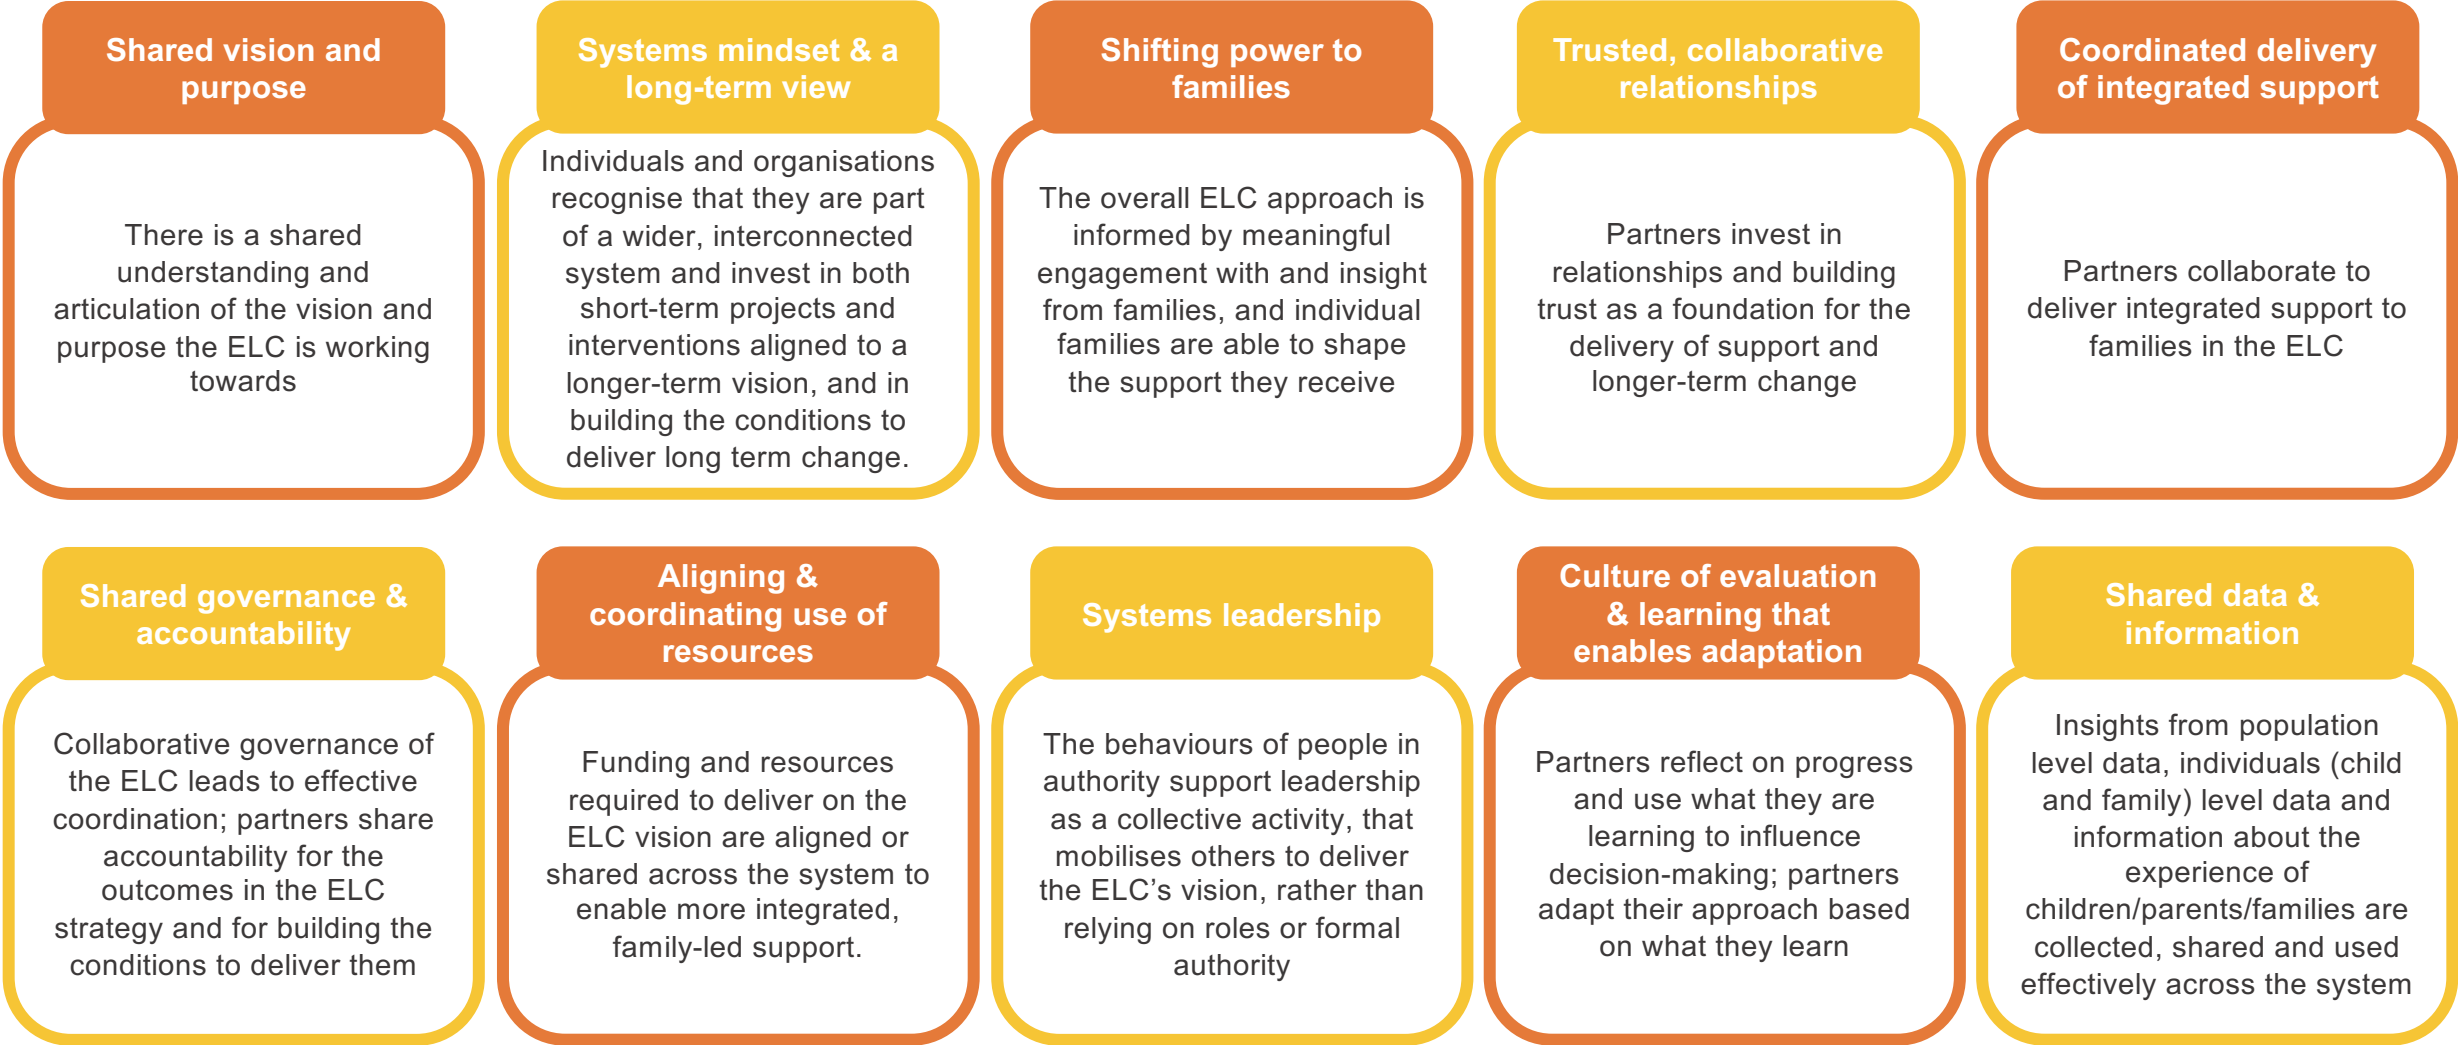 Shared vision and
purpose
There is a shared
understanding and
articulation of the vision and
purpose the ELC is working
towards
Systems mindset & a
long-term view
Individuals and organisations
recognise that they are part
of a wider, interconnected
system and invest in both
short-term projects and
interventions aligned to a
longer-term vision, and in
building the conditions to
deliver long term change.
Shifting power to
families
The overall ELC approach is
informed by meaningful
engagement with and insight
from families, and individual
families are able to shape
the support they receive
Trusted, collaborative
relationships
Partners invest in
relationships and building
trust as a foundation for the
delivery of support and
longer-term change
Coordinated delivery
of integrated support
Partners collaborate to
deliver integrated support to
families in the ELC
Shared governance &
accountability
Collaborative governance of
the ELC leads to effective
coordination; partners share
accountability for the
outcomes in the ELC
strategy and for building the
conditions to deliver them
Aligning &
coordinating use of
resources
Funding and resources
required to deliver on the
ELC vision are aligned or
shared across the system to
enable more integrated,
family-led support.
Systems leadership
The behaviours of people in
authority support leadership
as a collective activity, that
mobilises others to deliver
the ELC’s vision, rather than
relying on roles or formal
authority
Culture of evaluation
& learning that
enables adaptation
Partners reflect on progress
and use what they are
learning to influence
decision-making; partners
adapt their approach based
on what they learn
Shared data &
information
Insights from population
level data, individuals (child
and family) level data and
information about the
experience of
children/parents/families are
collected, shared and used
effectively across the system